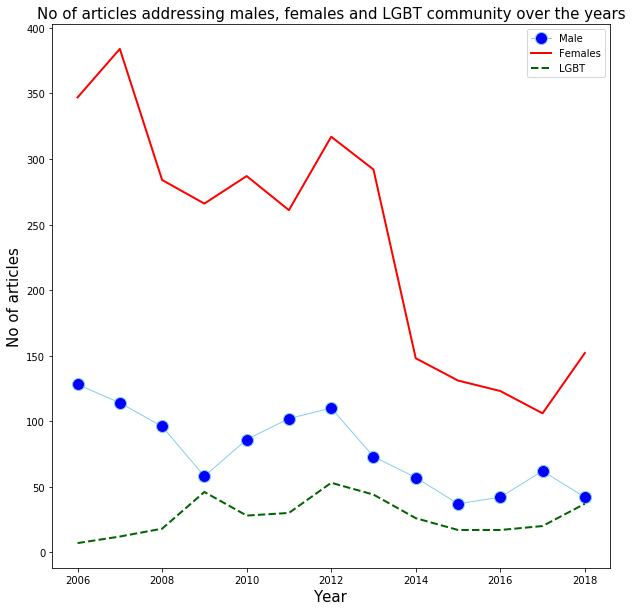 No of articles addressing males, females and LGBT community over the years
Male
Females
LGBT
No of articles
400
350
300
250
200
150
100
50
0
2006 2008 2010 2012 2014 2016 2018
Year